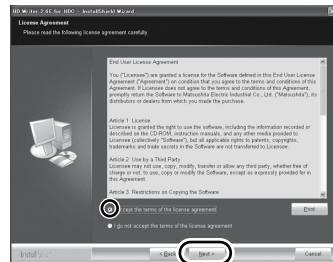 HD Writer 2.6E for HDC - InstallShield Wizard
License Agreement
Please read the following license agreement carefully.
End User License Agreement
You ("Licensee") are granted a license for the Software defined in this End User License
Agreement ("Agreement") on condition that you agree to the terms and conditions of this
Agreement. If Licensee does not agree to the terms and conditions of this Agreement,
promptly return the Software to Matsushita Electric Industrial Co., Ltd. ("Matsushita"), its
distributors or dealers from which you made the purchase.
Article 1 License
Licensee is granted the right to use the software, including the information recorded or
described on the CD-ROM, instruction manuals, and any other media provided to
Licensee (collectively "Software"), but all applicable rights to patents, copyrights,
trademarks and trade secrets in the Software are not transferred to Licensee.
Article 2 Use by a Third Party
Licensee may not use, copy, modify, transfer or allow any third party, whether free of
charge or not, to use, copy or modify the Software, except as expressly provided for in
this Agreement.
Article 3 Restrictions on Copying the Software
I accept the terms of the license agreement
Print
I do not accept the terms of the license agreement
< Back
Next >
Cancel